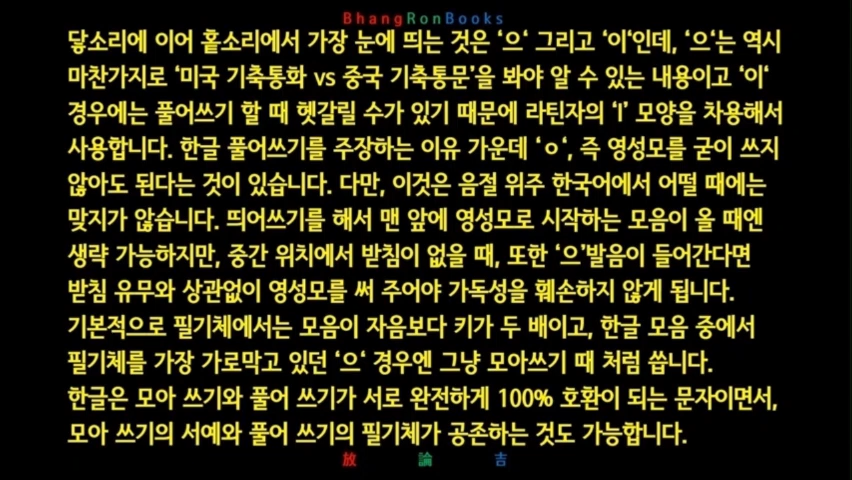 BhangRonBooks
닿소리에 이어 홑소리에서 가장 눈에 띄는 것은 ‘으‘ 그리고 ‘이‘인데, ‘으‘는 역시
마찬가지로 ‘미국 기축통화 vs 중국 기축통문’을 봐야 알 수 있는 내용이고 ‘이‘
경우에는 풀어쓰기 할 때 헷갈릴 수가 있기 때문에 라틴자의 ‘l’ 모양을 차용해서
사용합니다. 한글 풀어쓰기를 주장하는 이유 가운데 ‘ㅇ‘, 즉 영성모를 굳이 쓰지
않아도 된다는 것이 있습니다. 다만, 이것은 음절 위주 한국어에서 어떨 때에는
맞지가 않습니다. 띄어쓰기를 해서 맨 앞에 영성모로 시작하는 모음이 올 때엔
생략 가능하지만, 중간 위치에서 받침이 없을 때, 또한 ‘으’발음이 들어간다면
받침 유무와 상관없이 영성모를 써 주어야 가독성을 훼손하지 않게 됩니다.
기본적으로 필기체에서는 모음이 자음보다 키가 두 배이고, 한글 모음 중에서
필기체를 가장 가로막고 있던 ‘으‘ 경우엔 그냥 모아쓰기 때 처럼 씁니다.
한글은 모아 쓰기와 풀어 쓰기가 서로 완전하게 100% 호환이 되는 문자이면서,
모아 쓰기의 서예와 풀어 쓰기의 필기체가 공존하는 것도 가능합니다.
放 論 吉